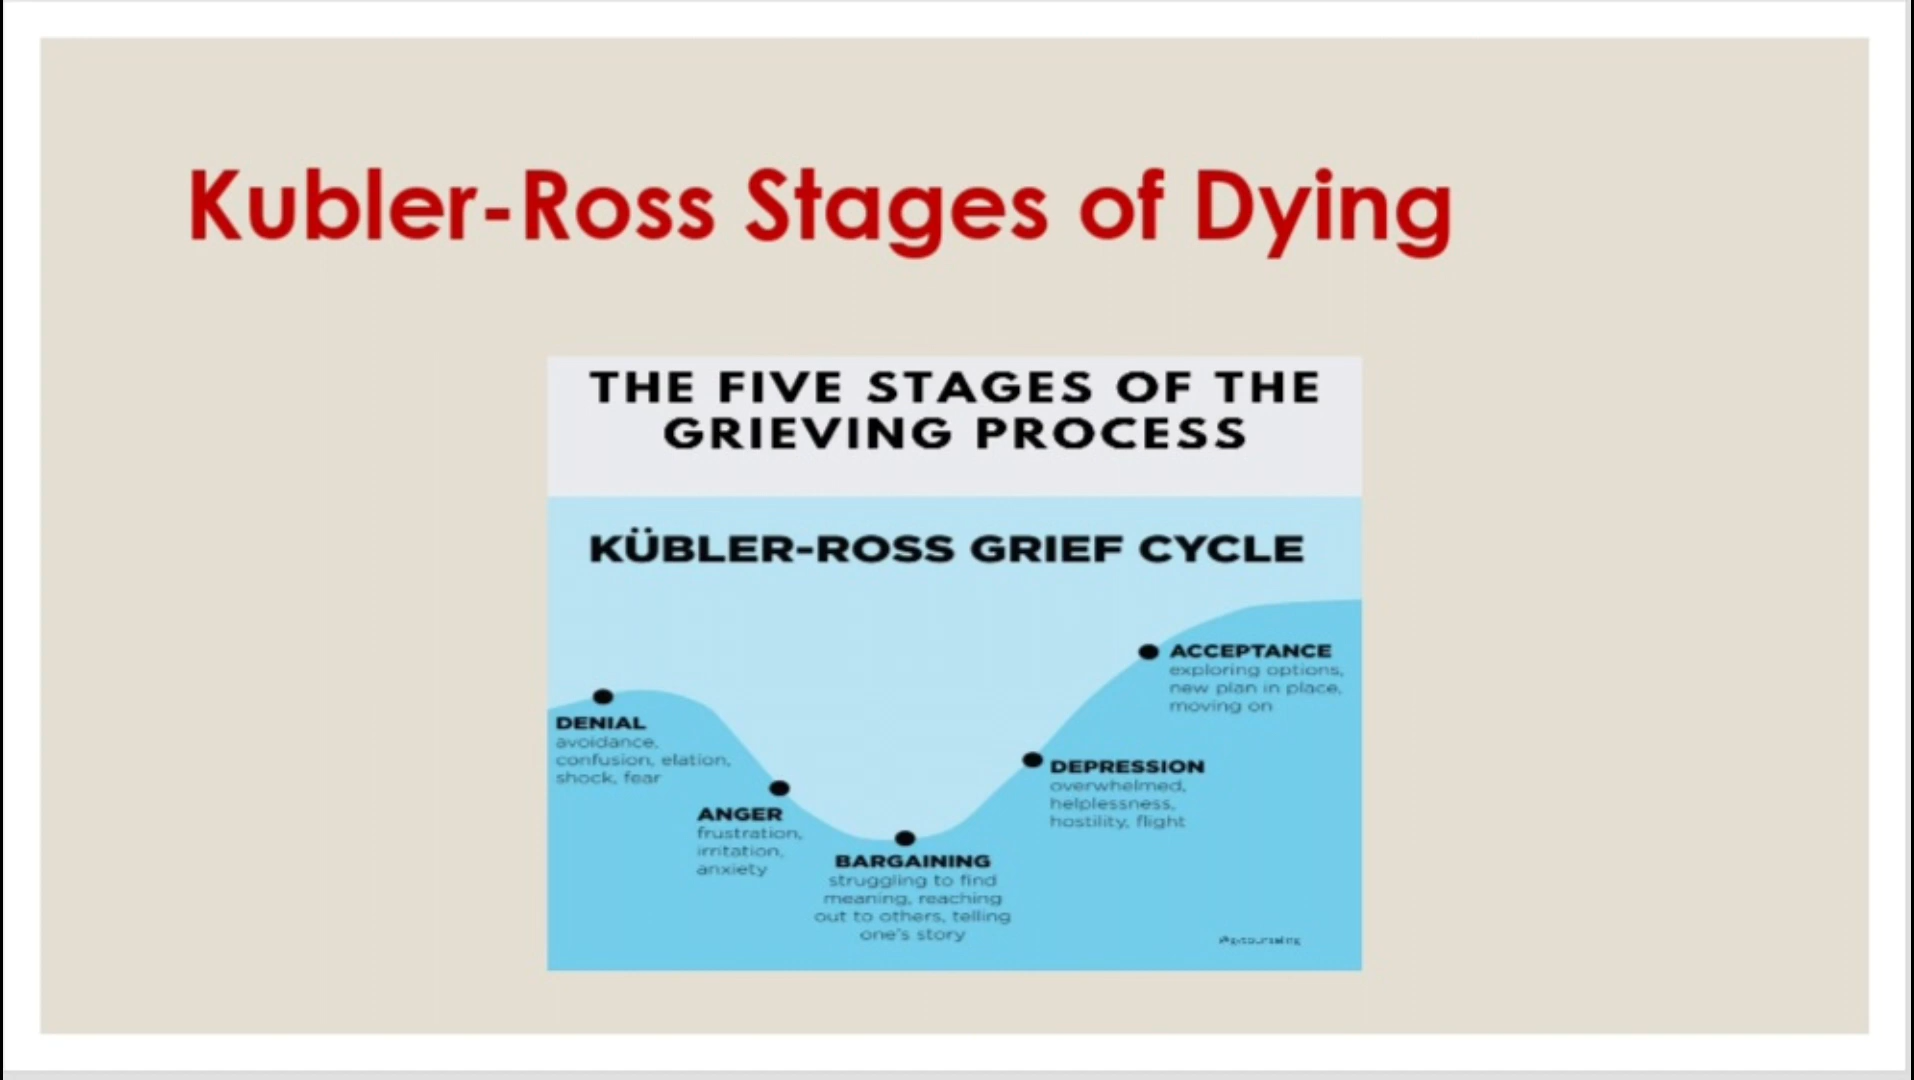 Kubler-Ross Stages of Dying
THE FIVE STAGES OF THE
GRIEVING PROCESS
KÜBLER-ROSS GRIEF CYCLE
ACCEPTANCE
exploring options,
new plan in place,
moving on
DENIAL
avoidance,
confusion, elation,
shock, fear
DEPRESSION
overwhelmed,
helplessness,
hostility, flight
ANGER
frustration,
irritation,
anxiety
BARGAINING
struggling to find
meaning, reaching
out to others, telling
one's story